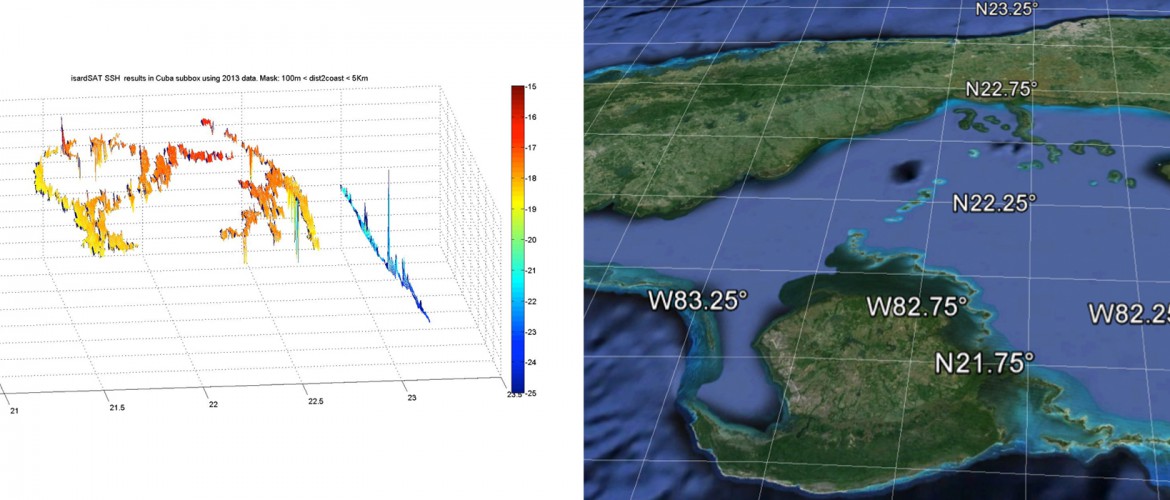 isardSAT SSH results in Cuba subbox using 2013 data. Mask: 100m < dist2coast < 5Km
-15
-16
-17
-18
-19
-20
-21
-22
-23
-24
-25
21
21.5
22
22.5
23
23.5
N23.25°
N22.75°
N22.25°
W83.25°
W82.75°
W82.25
N21.75°